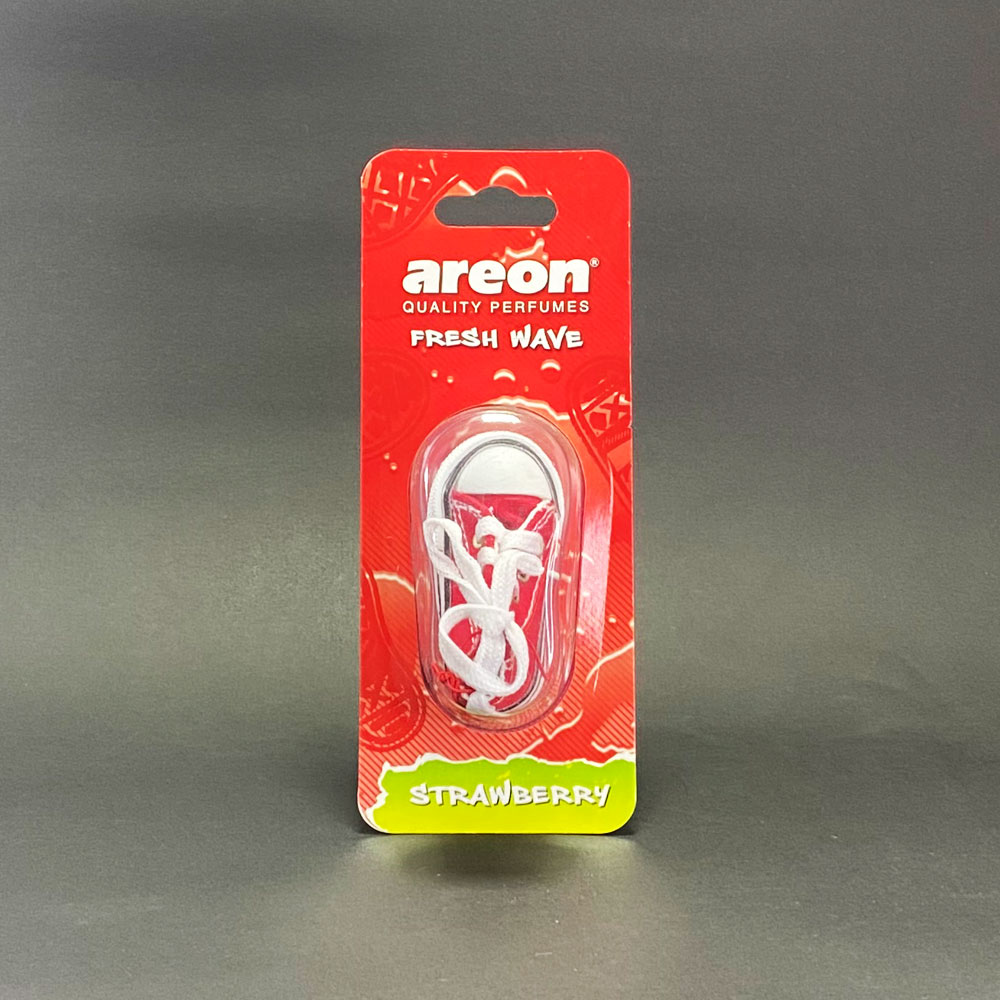 areon®
QUALITY PERFUMES
FRESH WAVE
STRAWBERRY